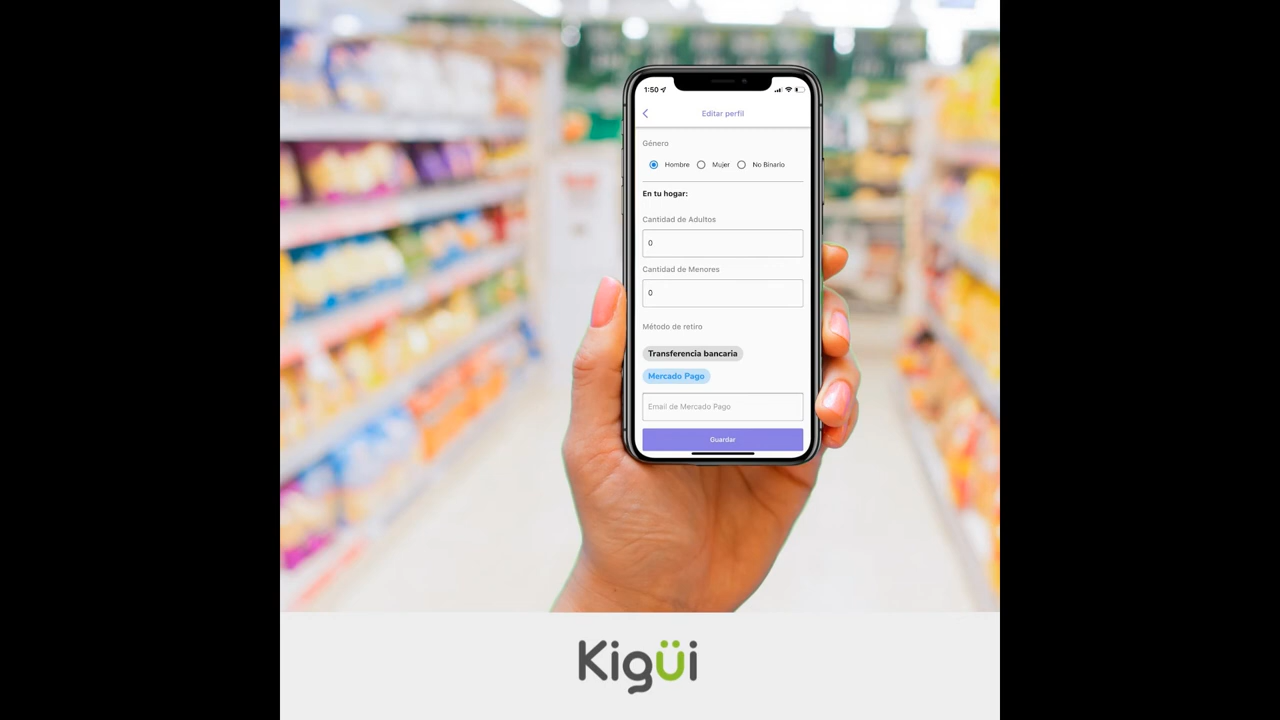 1:50
Editar perfil
Género
Hombre Mujer No Binario
En tu hogar:
Cantidad de Adultos
0
Cantidad de Menores
0
Método de retiro
Transferencia bancaria
Mercado Pago
Email de Mercado Pago
Guardar
Kigüi